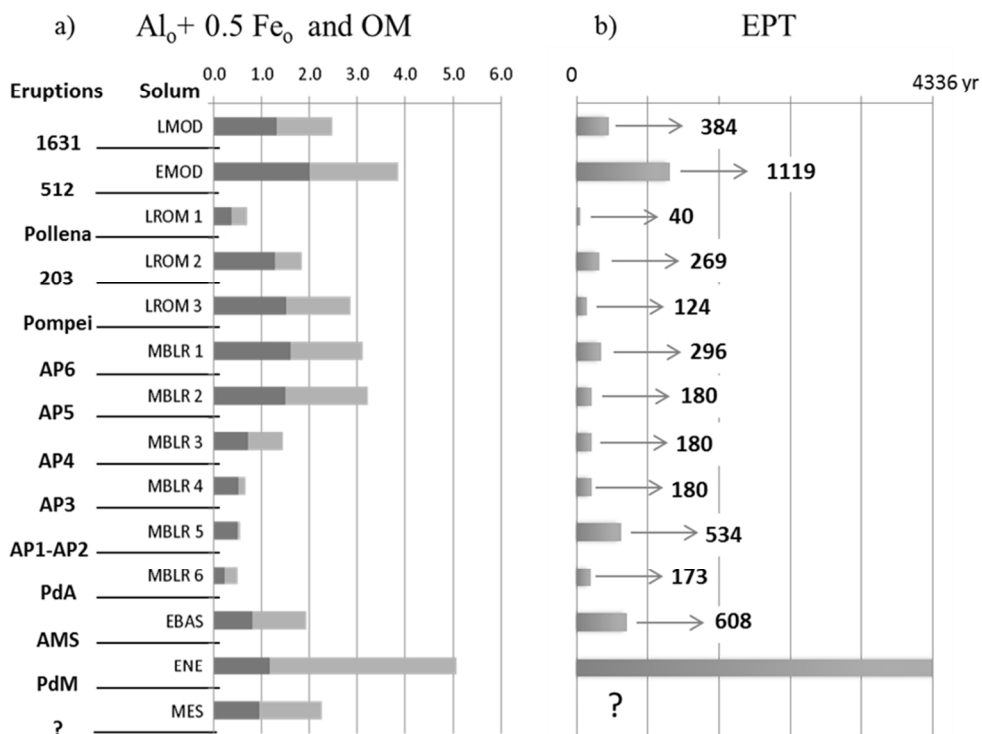 a) Alₒ+ 0.5 Feₒ and OM
b) EPT
0.0 1.0 2.0 3.0 4.0 5.0 6.0
0 4336 yr
Eruptions Solum
LMOD 384
1631
EMOD 1119
512
LROM 1 40
Pollena
LROM 2 269
203
LROM 3 124
Pompei
MBLR 1 296
AP6
MBLR 2 180
AP5
MBLR 3 180
AP4
MBLR 4 180
AP3
MBLR 5 534
AP1-AP2
MBLR 6 173
PdA
EBAS 608
AMS
ENE
PdM
MES ?
?